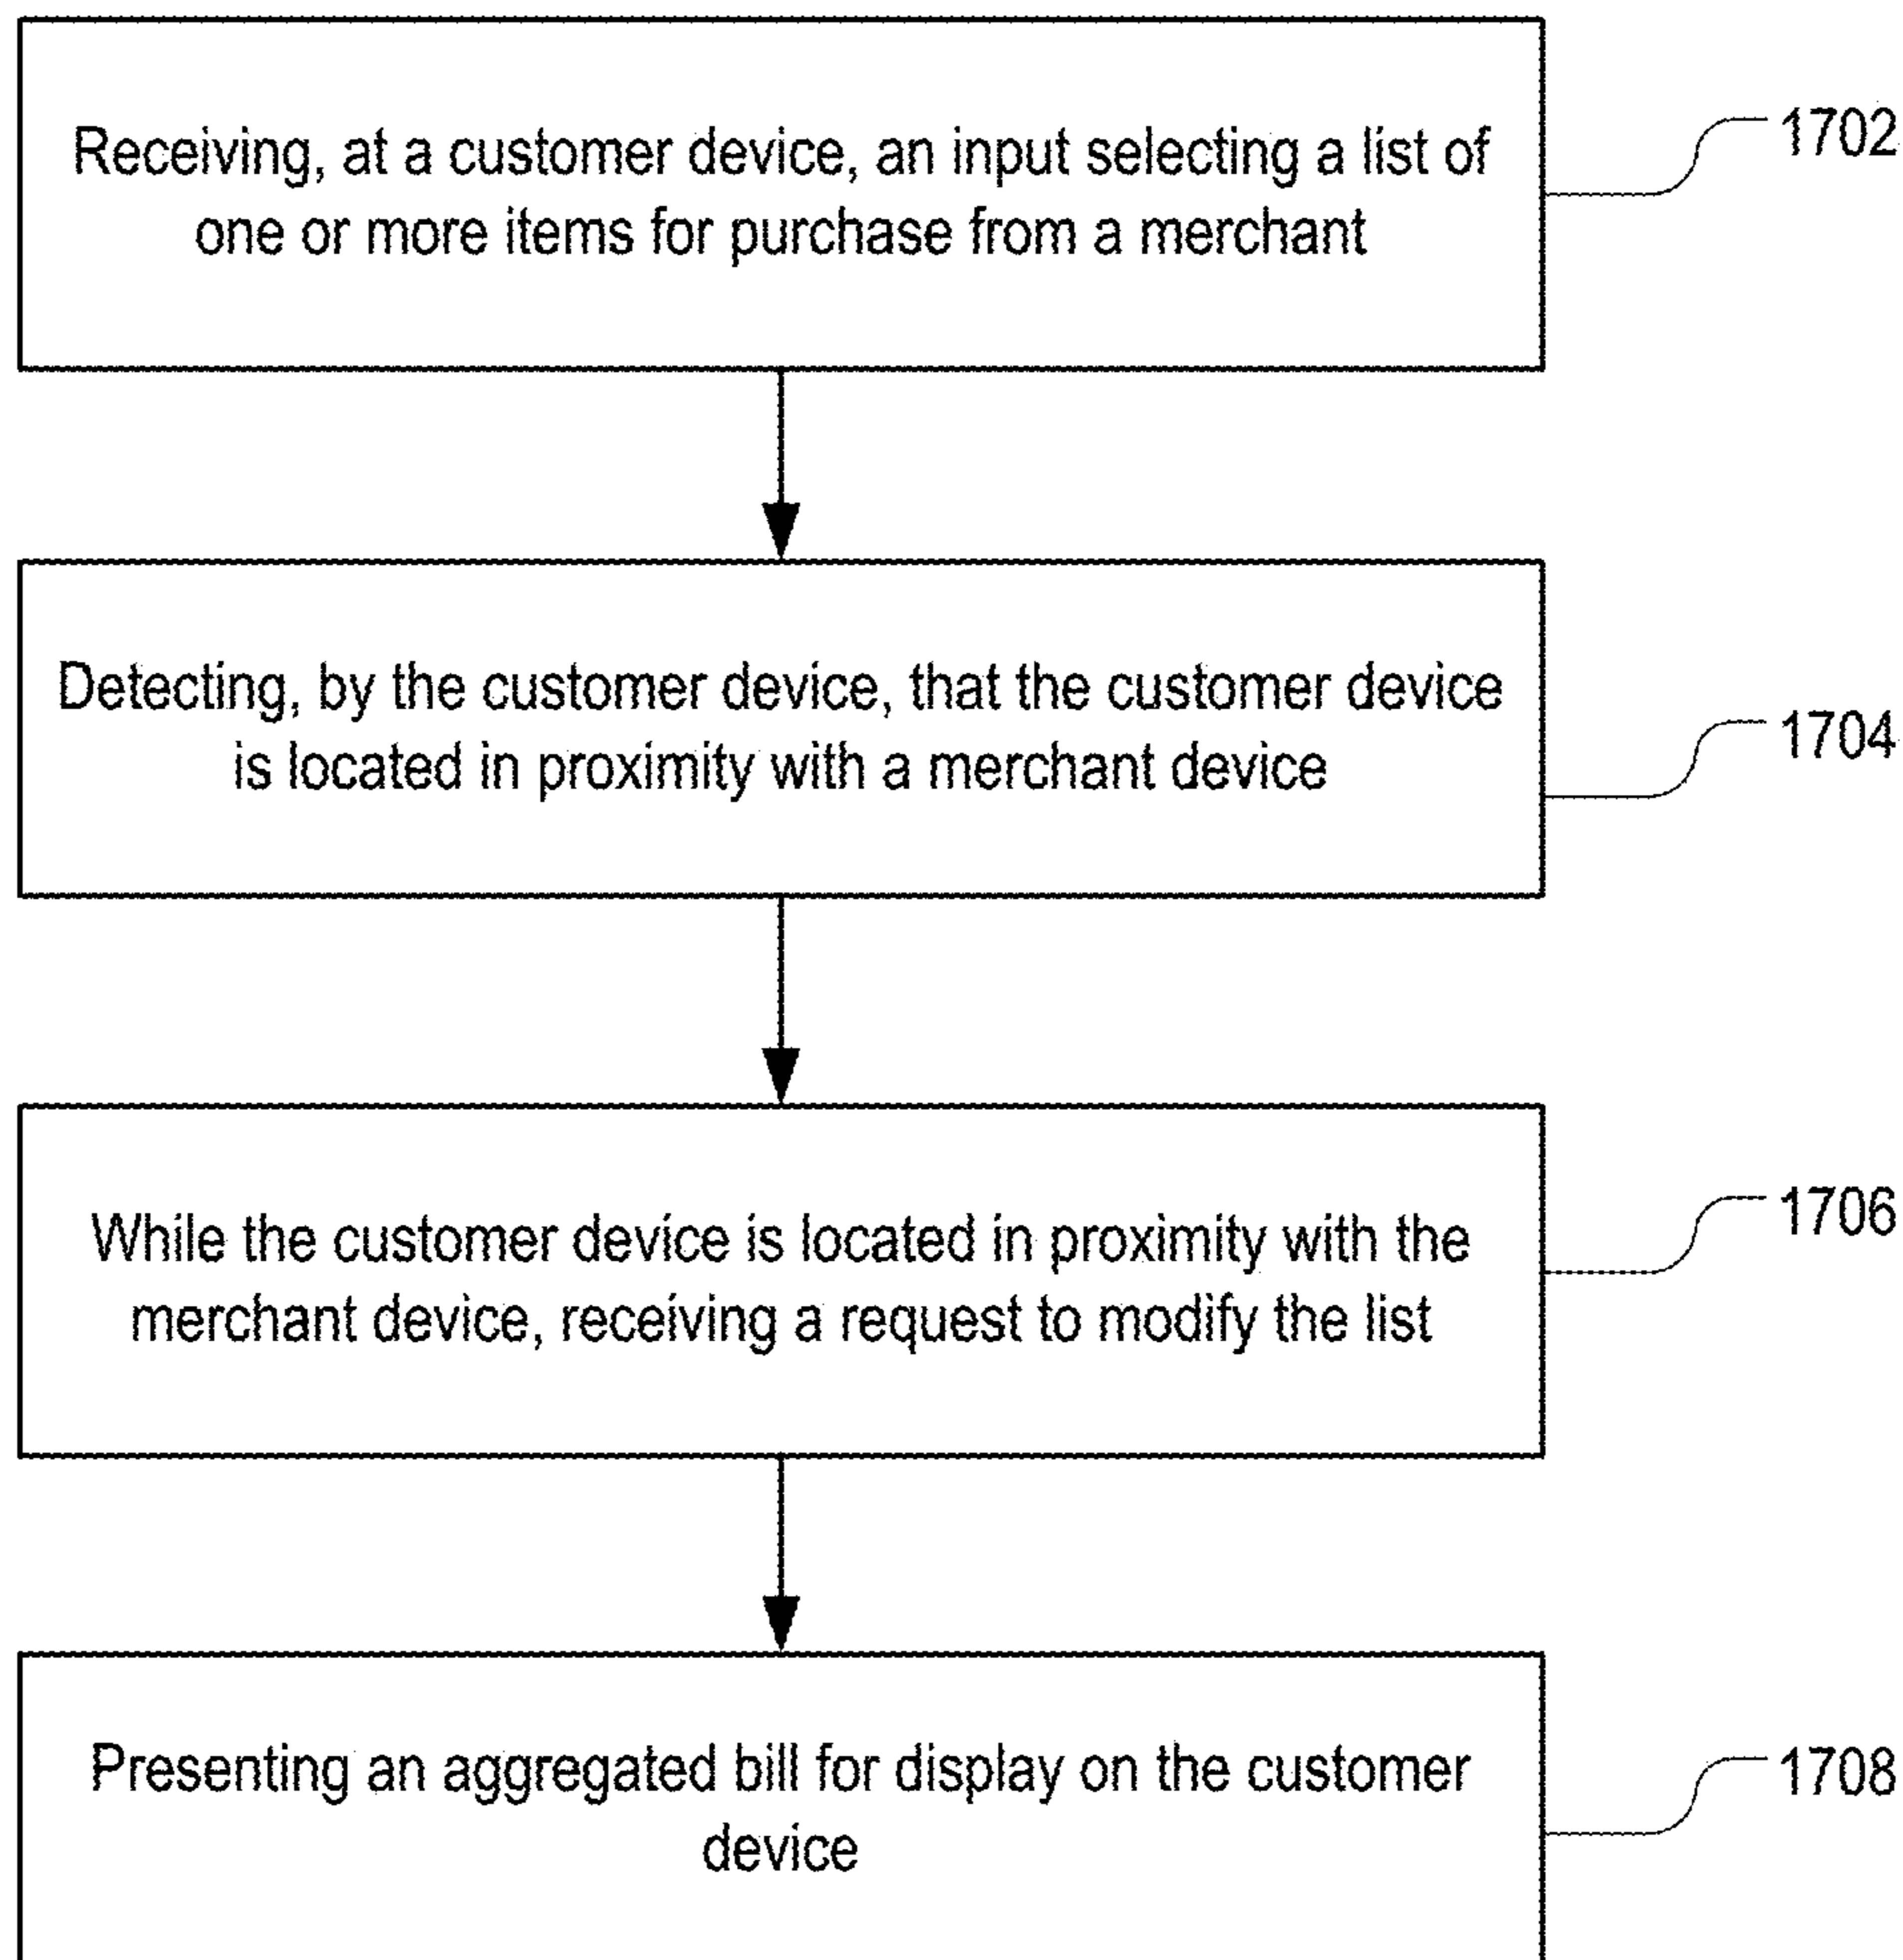 Receiving, at a customer device, an input selecting a list of
one or more items for purchase from a merchant
1702
Detecting, by the customer device, that the customer device
is located in proximity with a merchant device
1704
While the customer device is located in proximity with the
merchant device, receiving a request to modify the list
1706
Presenting an aggregated bill for display on the customer
device
1708